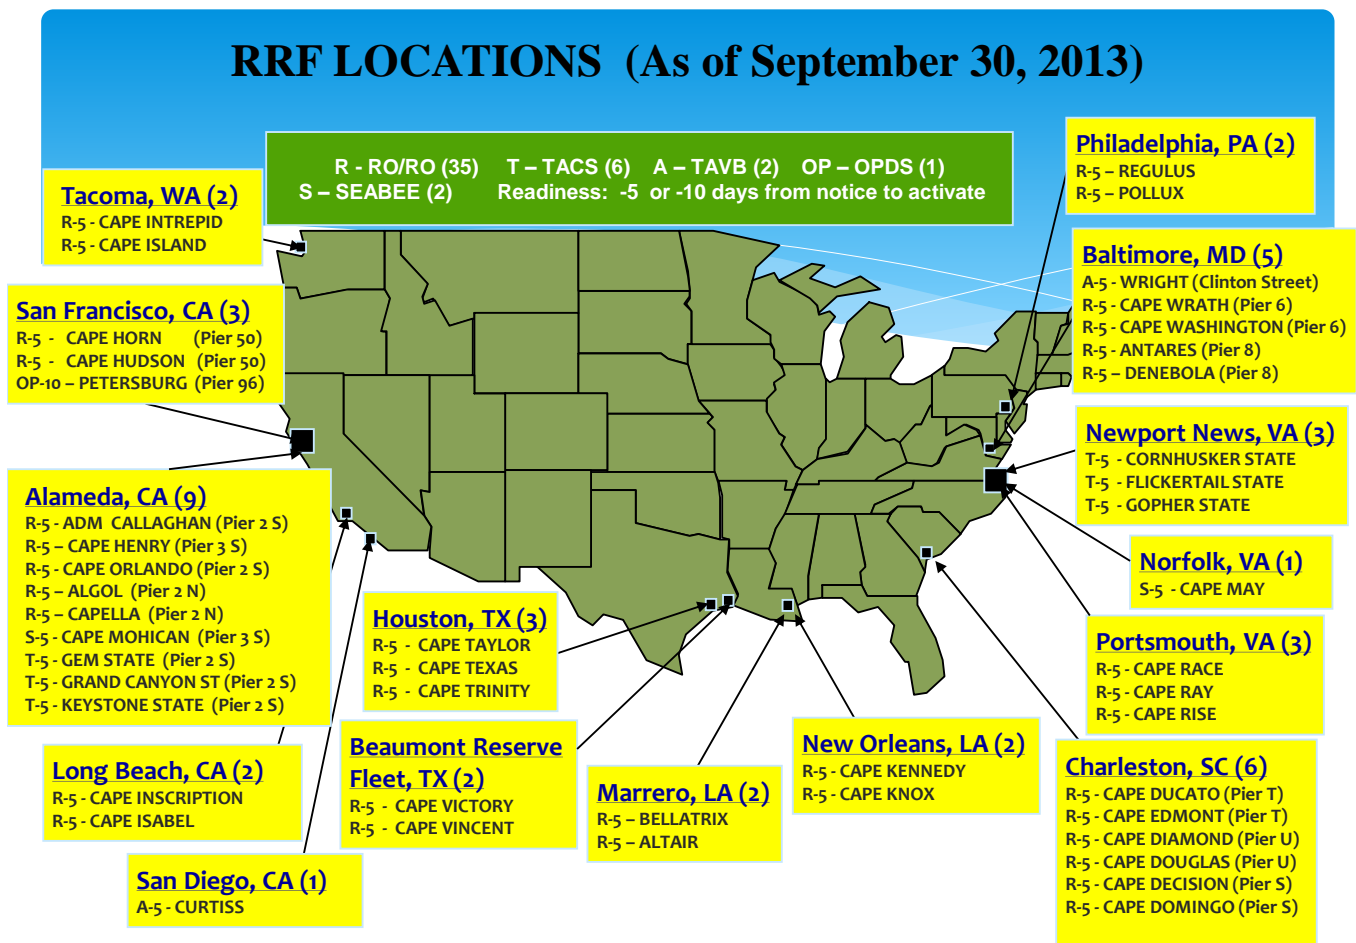 RRF LOCATIONS (As of September 30, 2013)
R - RO/RO (35) T – TACS (6) A – TAVB (2) OP – OPDS (1)
S – SEABEE (2) Readiness: -5 or -10 days from notice to activate
Tacoma, WA (2)
R-5 - CAPE INTREPID
R-5 - CAPE ISLAND
San Francisco, CA (3)
R-5 - CAPE HORN (Pier 50)
R-5 - CAPE HUDSON (Pier 50)
OP-10 – PETERSBURG (Pier 96)
Alameda, CA (9)
R-5 - ADM CALLAGHAN (Pier 2 S)
R-5 – CAPE HENRY (Pier 3 S)
R-5 - CAPE ORLANDO (Pier 2 S)
R-5 – ALGOL (Pier 2 N)
R-5 – CAPELLA (Pier 2 N)
S-5 - CAPE MOHICAN (Pier 3 S)
T-5 - GEM STATE (Pier 2 S)
T-5 - GRAND CANYON ST (Pier 2 S)
T-5 - KEYSTONE STATE (Pier 2 S)
Long Beach, CA (2)
R-5 - CAPE INSCRIPTION
R-5 - CAPE ISABEL
San Diego, CA (1)
A-5 - CURTISS
Houston, TX (3)
R-5 - CAPE TAYLOR
R-5 - CAPE TEXAS
R-5 - CAPE TRINITY
Beaumont Reserve
Fleet, TX (2)
R-5 - CAPE VICTORY
R-5 - CAPE VINCENT
Marrero, LA (2)
R-5 – BELLATRIX
R-5 – ALTAIR
New Orleans, LA (2)
R-5 - CAPE KENNEDY
R-5 - CAPE KNOX
Philadelphia, PA (2)
R-5 – REGULUS
R-5 – POLLUX
Baltimore, MD (5)
A-5 - WRIGHT (Clinton Street)
R-5 - CAPE WRATH (Pier 6)
R-5 - CAPE WASHINGTON (Pier 6)
R-5 - ANTARES (Pier 8)
R-5 – DENEBOLA (Pier 8)
Newport News, VA (3)
T-5 - CORNHUSKER STATE
T-5 - FLICKERTAIL STATE
T-5 - GOPHER STATE
Norfolk, VA (1)
S-5 - CAPE MAY
Portsmouth, VA (3)
R-5 - CAPE RACE
R-5 - CAPE RAY
R-5 - CAPE RISE
Charleston, SC (6)
R-5 - CAPE DUCATO (Pier T)
R-5 - CAPE EDMONT (Pier T)
R-5 - CAPE DIAMOND (Pier U)
R-5 - CAPE DOUGLAS (Pier U)
R-5 - CAPE DECISION (Pier S)
R-5 - CAPE DOMINGO (Pier S)